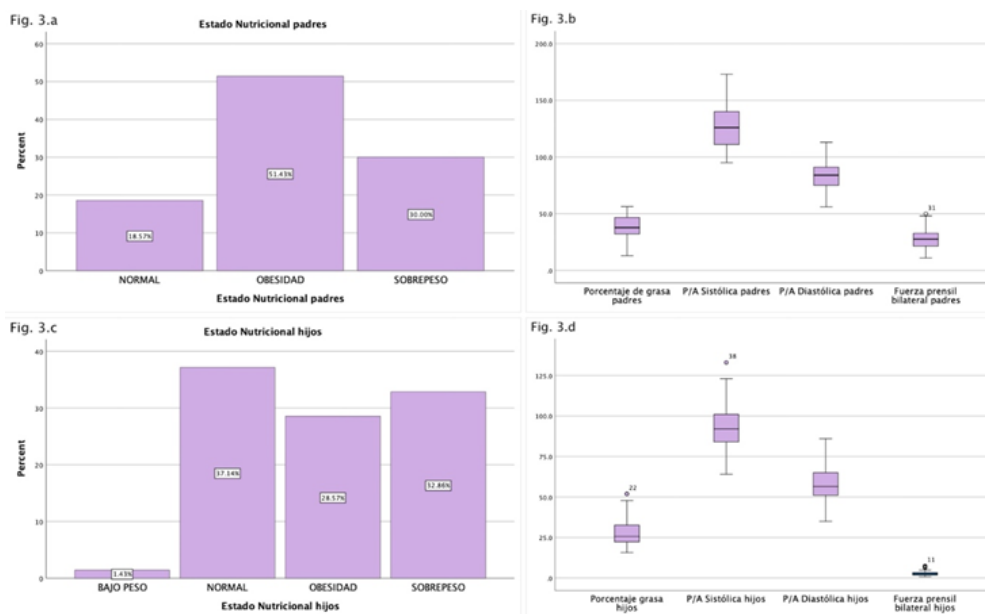 Fig. 3.a
Estado Nutricional padres
Percent
60
50
40
30
20
10
0
18.57%
51.43%
30.00%
NORMAL
OBESIDAD
SOBREPESO
Estado Nutricional padres
Fig. 3.b
200.0
150.0
100.0
50.0
.0
31
Porcentaje de grasa
padres
P/A Sistólica padres
P/A Diastólica padres
Fuerza prensil
bilateral padres
Fig. 3.c
Estado Nutricional hijos
Percent
40
30
20
10
0
1.43%
37.14%
28.57%
32.86%
BAJO PESO
NORMAL
OBESIDAD
SOBREPESO
Estado Nutricional hijos
Fig. 3.d
125.0
100.0
75.0
50.0
25.0
.0
22
38
11
Porcentaje grasa
hijos
P/A Sistólica hijos
P/A Diastólica hijos
Fuerza prensil
bilateral hijos